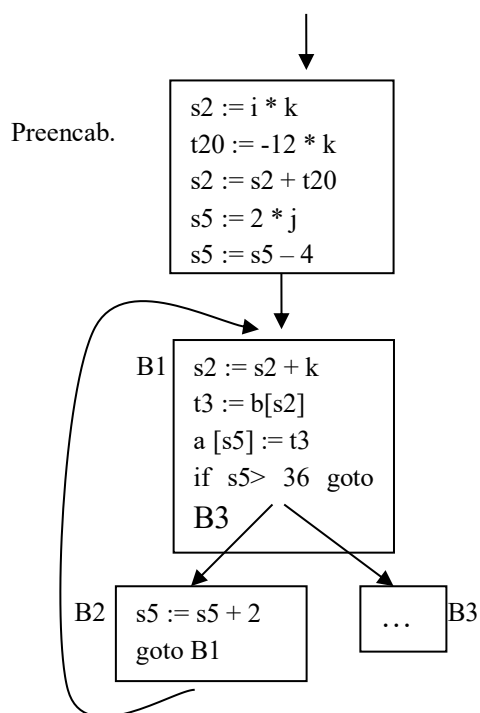 Preencab.
s2 := i * k
t20 := -12 * k
s2 := s2 + t20
s5 := 2 * j
s5 := s5 – 4
B1
s2 := s2 + k
t3 := b[s2]
a [s5] := t3
if s5> 36 goto
B3
B2
s5 := s5 + 2
goto B1
…
B3